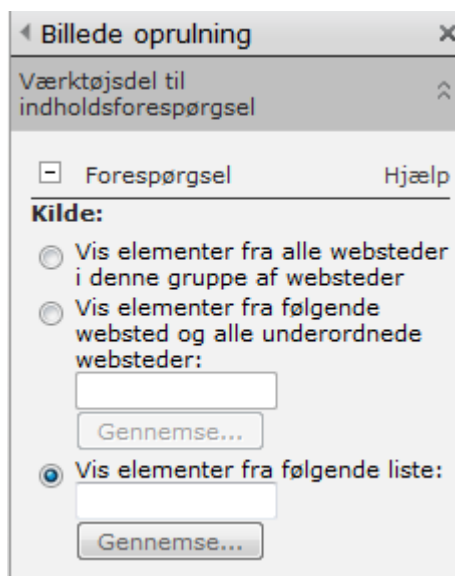 Billede oprulning
Værktøjsdel til
indholdsforespørgsel
Forespørgsel Hjælp
Kilde:
Vis elementer fra alle websteder
i denne gruppe af websteder
Vis elementer fra følgende
websted og alle underordnede
websteder:
Gennemse...
Vis elementer fra følgende liste:
Gennemse...